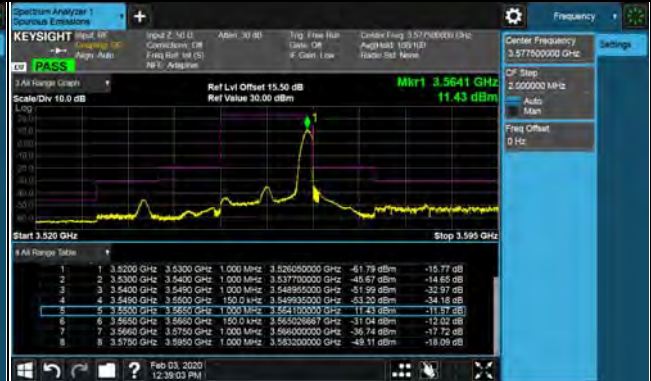 Spectrum Analyzer 1
Spurious Emissions
Frequency
KEYSIGHT Input: RF
Coupling: DC
Align: Auto
Input Z: 50 Ω
Corrections: Off
Freq Ref: Int (S)
NFE: Adaptive
Atten: 30 dB
Trig: Free Run
Gate: Off
IF Gain: Low
Center Freq: 3.577500000 GHz
Avg|Hold: 100/100
Radio Std: None
PASS
Center Frequency
3.577500000 GHz
Settings
CF Step
2.000000 MHz
Auto
Man
Freq Offset
0 Hz
3 All Range Graph
Scale/Div 10.0 dB
Ref Lvl Offset 15.50 dB
Ref Value 30.00 dBm
Mkr1 3.5641 GHz
11.43 dBm
Log
1
Start 3.520 GHz
Stop 3.595 GHz
All Range Table
1 1 3.5200 GHz 3.5300 GHz 1.000 MHz 3.526050000 GHz -61.79 dBm -15.77 dB
2 2 3.5300 GHz 3.5490 GHz 1.000 MHz 3.537700000 GHz -45.67 dBm -14.65 dB
3 3 3.5400 GHz 3.5490 GHz 1.000 MHz 3.548955000 GHz -51.99 dBm -32.97 dB
4 4 3.5490 GHz 3.5500 GHz 150.0 kHz 3.549935000 GHz -53.20 dBm -34.18 dB
5 5 3.5500 GHz 3.5650 GHz 1.000 MHz 3.564100000 GHz 11.43 dBm -11.57 dB
6 6 3.5650 GHz 3.5660 GHz 150.0 kHz 3.565026667 GHz -31.04 dBm -12.02 dB
7 7 3.5660 GHz 3.5750 GHz 1.000 MHz 3.566000000 GHz -36.74 dBm -17.72 dB
8 8 3.5750 GHz 3.5950 GHz 1.000 MHz 3.583200000 GHz -49.11 dBm -18.09 dB
Feb 03, 2020
12:39:03 PM